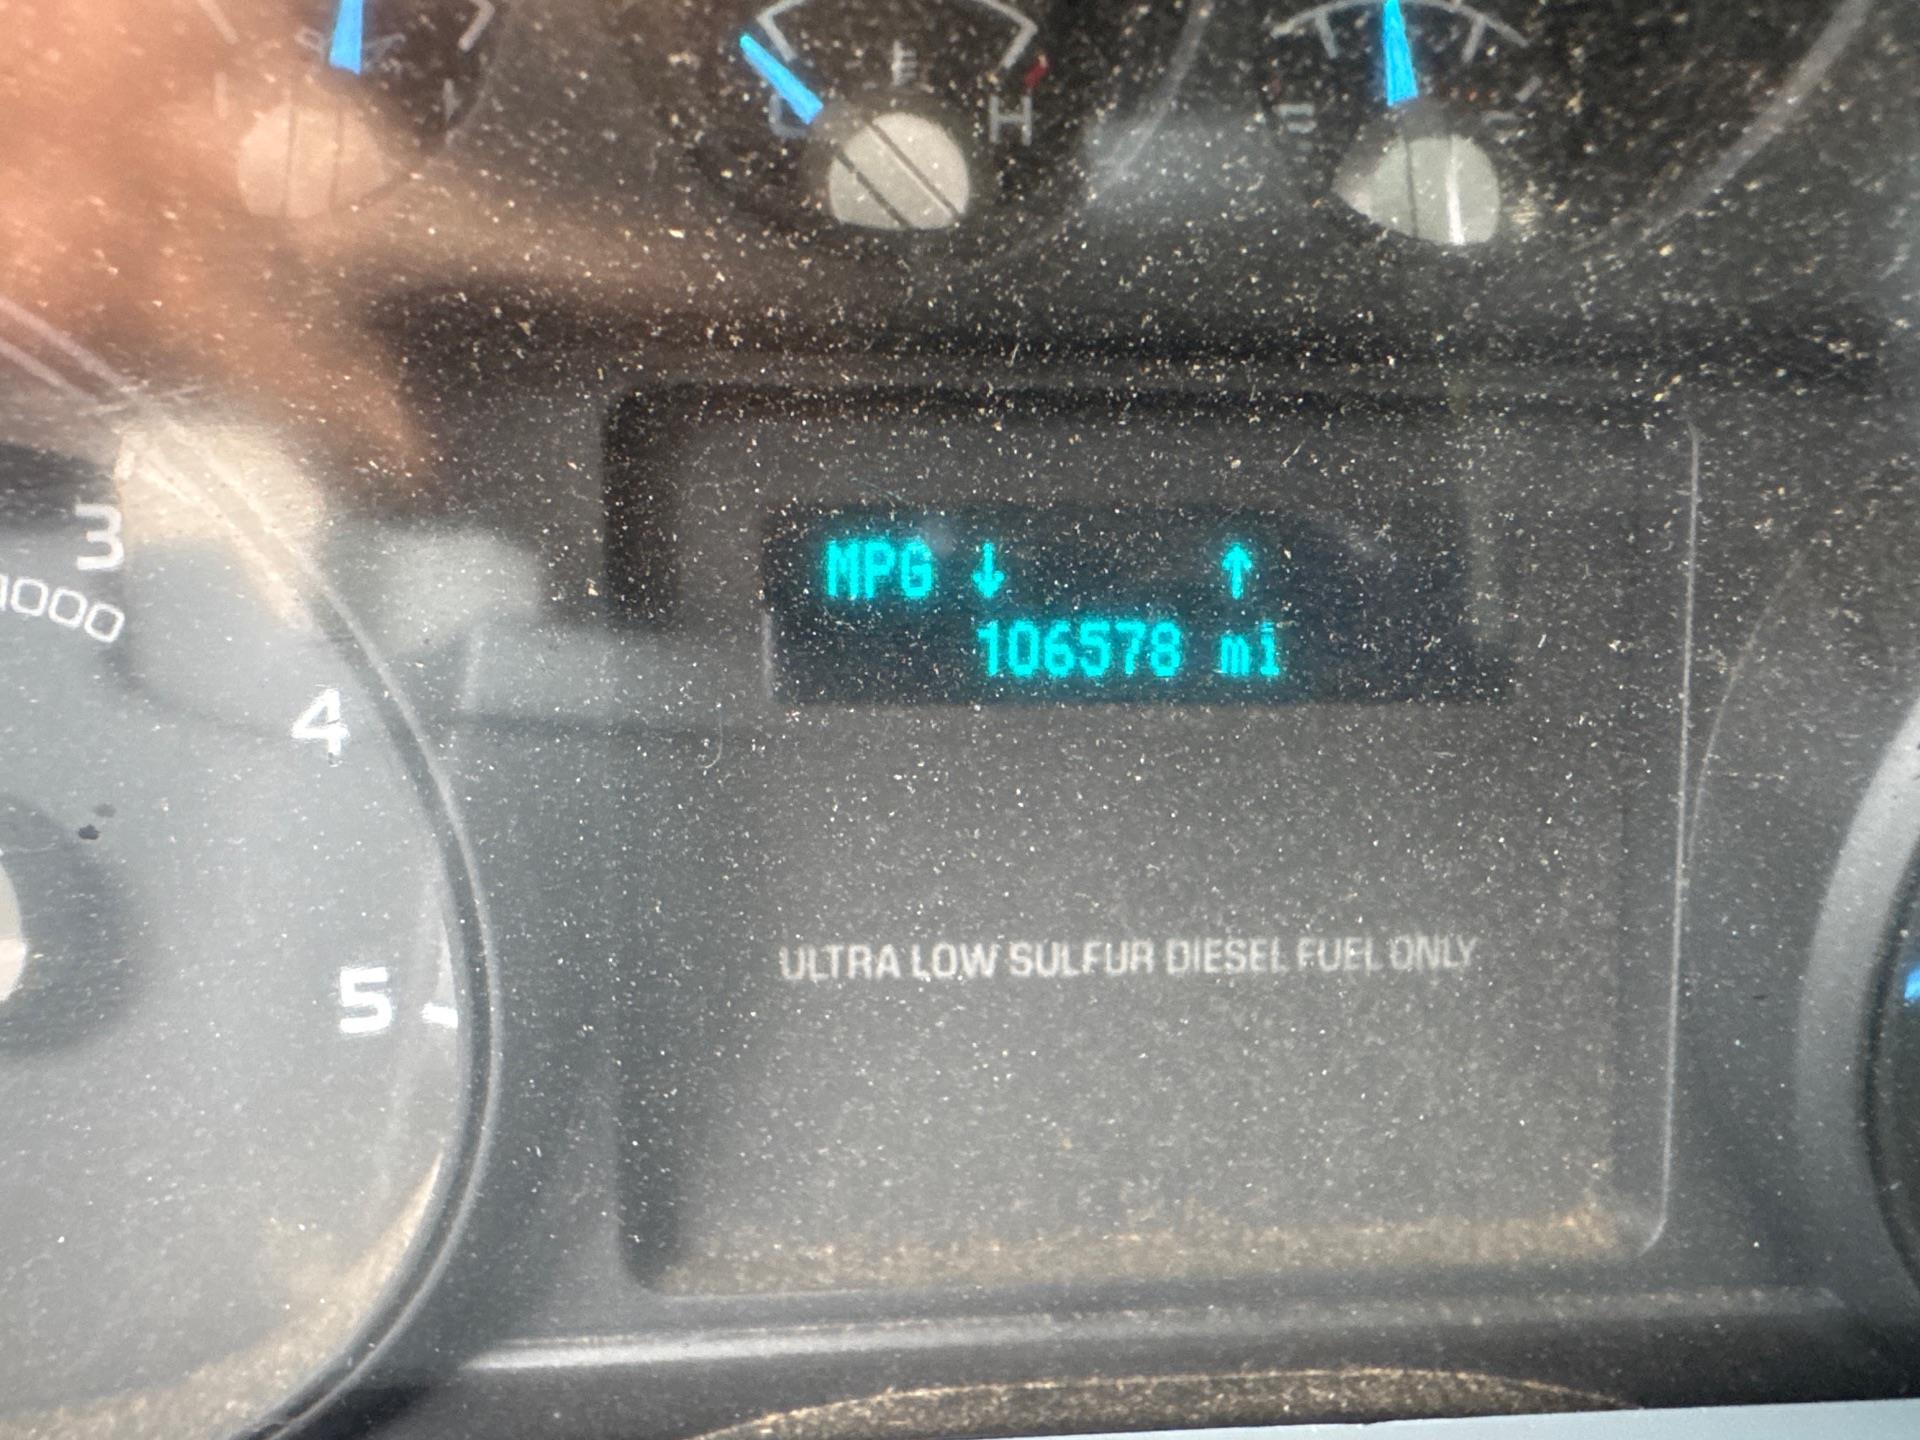 H
MPG ↓ ↑
106578 mi
3
1000
4
5
ULTRA LOW SULFUR DIESEL FUEL ONLY